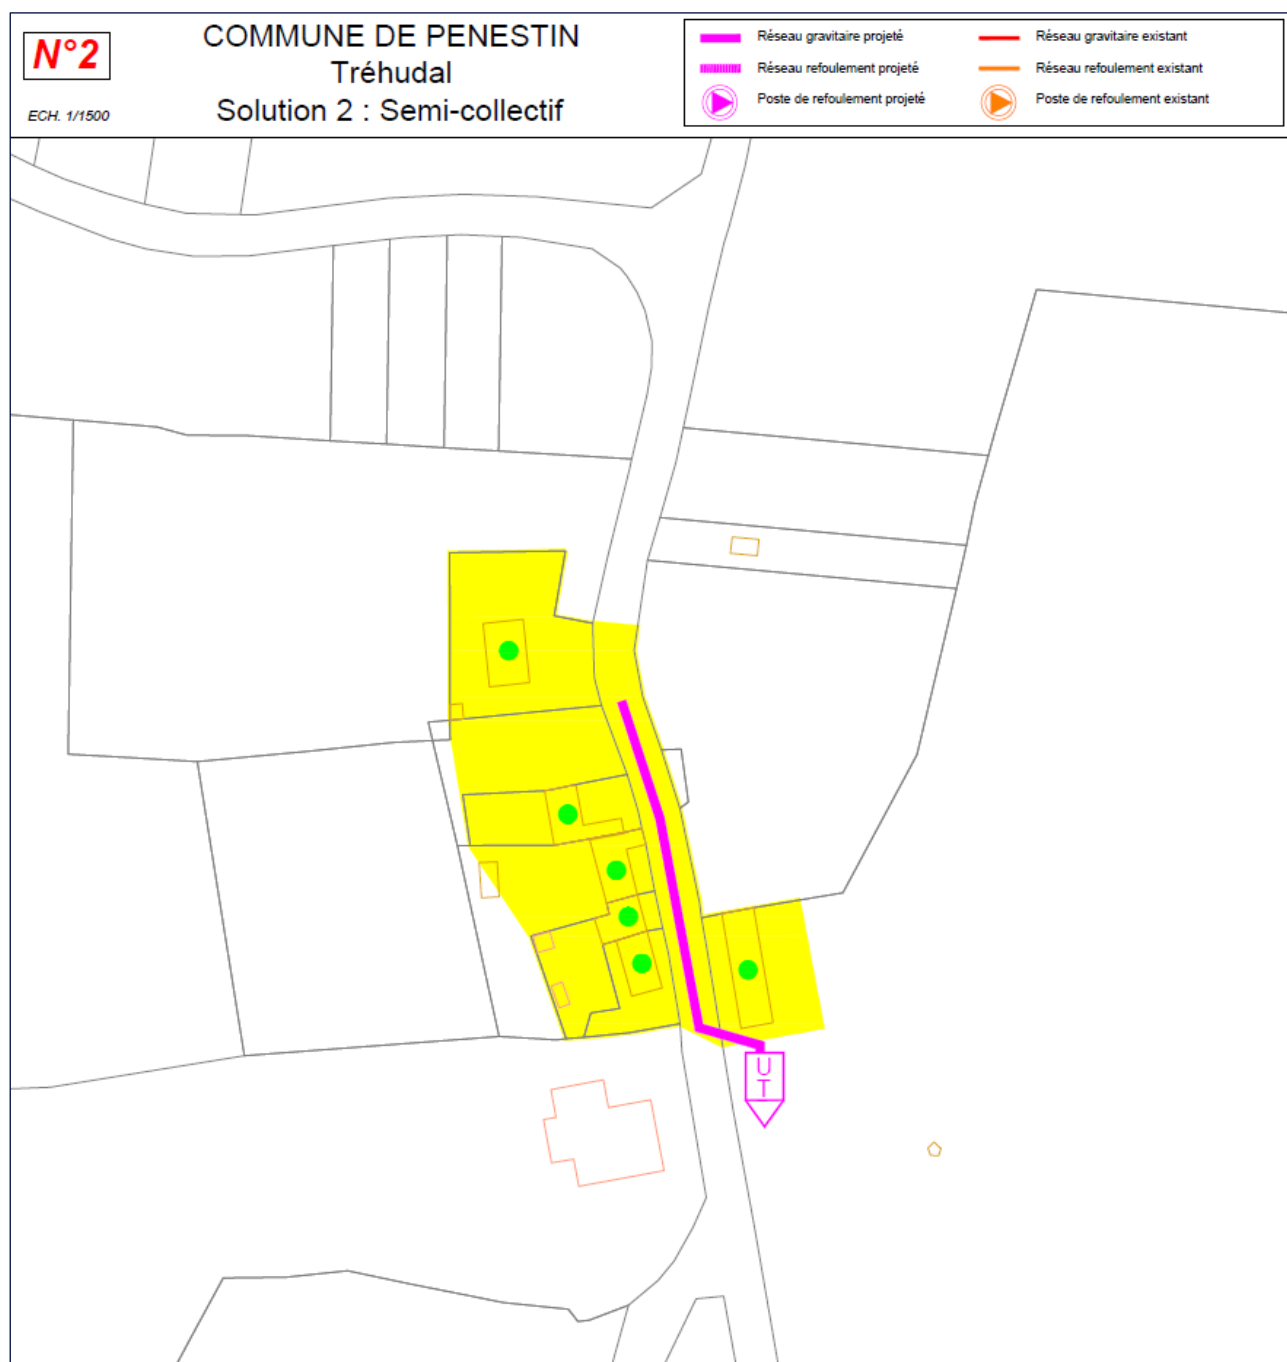 N°2
ECH. 1/1500
COMMUNE DE PENESTIN
Tréhudal
Solution 2 : Semi-collectif
Réseau gravitaire projeté
Réseau refoulement projeté
Poste de refoulement projeté
Réseau gravitaire existant
Réseau refoulement existant
Poste de refoulement existant
U
T